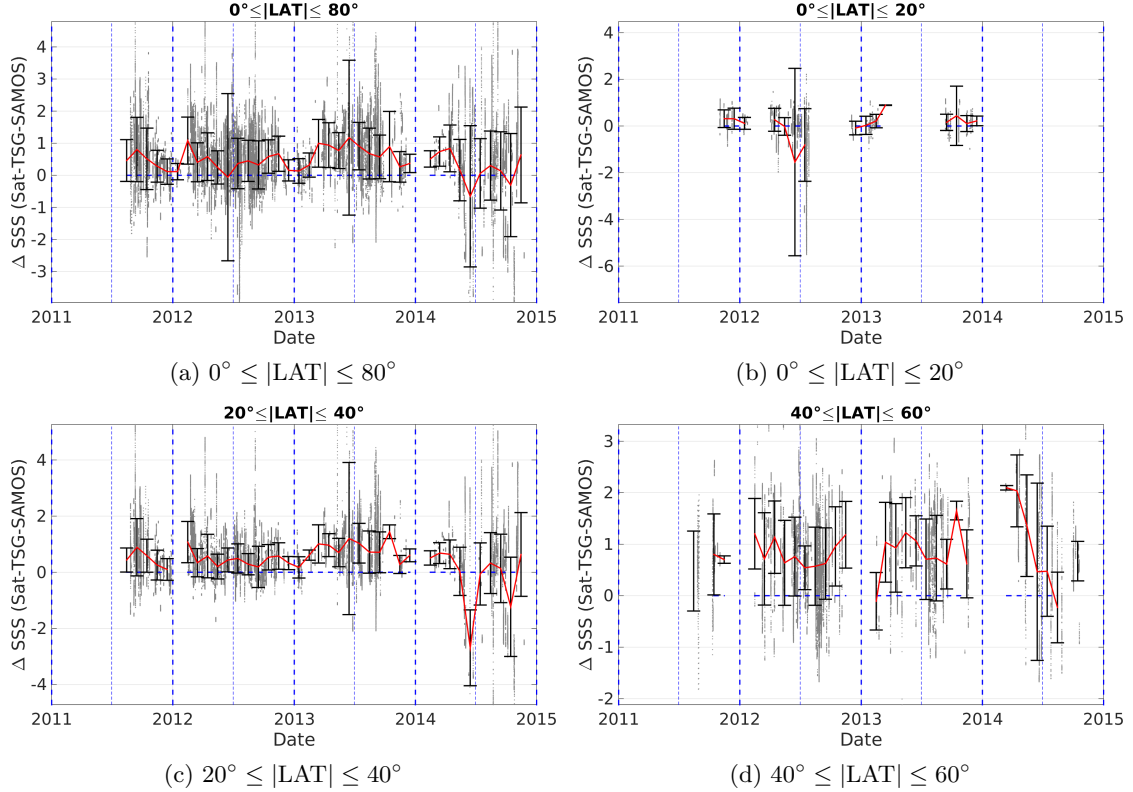 0°≤|LAT|≤ 80°
Δ SSS (Sat-TSG-SAMOS)
4
3
2
1
0
-1
-2
-3
2011 2012 2013 2014 2015
Date
(a) 0° ≤ |LAT| ≤ 80°
0°≤|LAT|≤ 20°
Δ SSS (Sat-TSG-SAMOS)
4
2
0
-2
-4
-6
2011 2012 2013 2014 2015
Date
(b) 0° ≤ |LAT| ≤ 20°
20°≤|LAT|≤ 40°
Δ SSS (Sat-TSG-SAMOS)
4
2
0
-2
-4
2011 2012 2013 2014 2015
Date
(c) 20° ≤ |LAT| ≤ 40°
40°≤|LAT|≤ 60°
Δ SSS (Sat-TSG-SAMOS)
3
2
1
0
-1
-2
2011 2012 2013 2014 2015
Date
(d) 40° ≤ |LAT| ≤ 60°